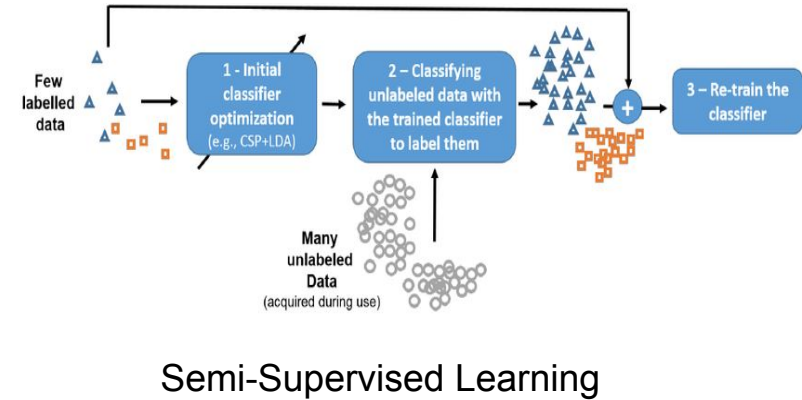 Few
labelled
data
1 - Initial
classifier
optimization
(e.g., CSP+LDA)
2 – Classifying
unlabeled data with
the trained classifier
to label them
+
3 – Re-train the
classifier
Many
unlabeled
Data
(acquired during use)
Semi-Supervised Learning